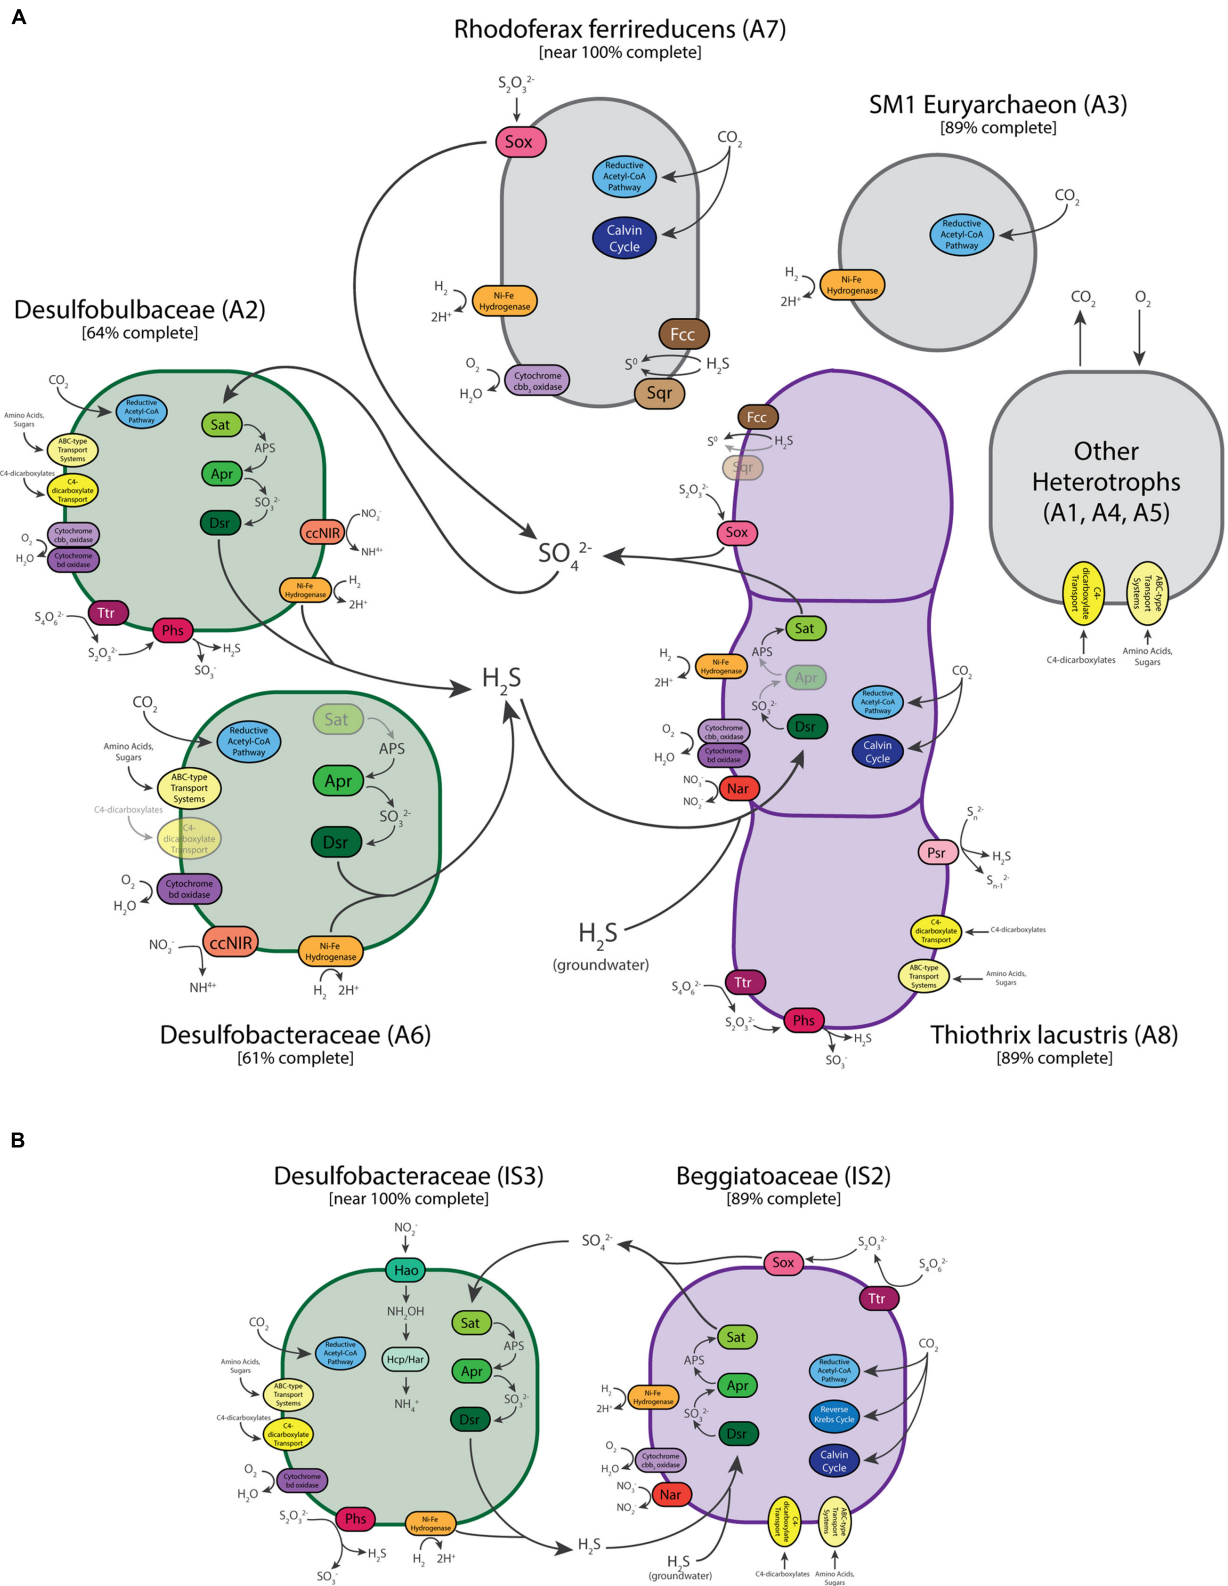 A
Rhodoferax ferrireducens (A7)
[near 100% complete]
S2O3 2-
Sox
CO2
Reductive
Acetyl-CoA
Pathway
Calvin
Cycle
H2
2H+
Ni-Fe
Hydrogenase
O2
H2O
Cytochrome
cbb3 oxidase
Fcc
S0
H2S
Sqr
SM1 Euryarchaeon (A3)
[89% complete]
CO2
Reductive
Acetyl-CoA
Pathway
H2
2H+
Ni-Fe
Hydrogenase
CO2
O2
Other
Heterotrophs
(A1, A4, A5)
C4-
dicarboxylate
Transport
ABC-type
Transport
Systems
C4-dicarboxylates
Amino Acids,
Sugars
Desulfobulbaceae (A2)
[64% complete]
CO2
Reductive
Acetyl-CoA
Pathway
Amino Acids,
Sugars
ABC-type
Transport
Systems
C4-dicarboxylates
C4-
dicarboxylate
Transport
O2
H2O
Cytochrome
cbb3 oxidase
Cytochrome
bd oxidase
Sat
APS
Apr
SO3 2-
Dsr
ccNIR
NO2-
NH4+
Ni-Fe
Hydrogenase
H2
2H+
Ttr
S4O6 2-
S2O3 2-
Phs
H2S
SO3-
SO4 2-
H2S
H2S
(groundwater)
CO2
Reductive
Acetyl-CoA
Pathway
Amino Acids,
Sugars
ABC-type
Transport
Systems
C4-dicarboxylates
C4-
dicarboxylate
Transport
O2
H2O
Cytochrome
bd oxidase
Sat
APS
Apr
SO3 2-
Dsr
NO2-
NH4+
ccNIR
Ni-Fe
Hydrogenase
H2
2H+
Desulfobacteraceae (A6)
[61% complete]
Fcc
S0
H2S
Sqr
S2O3 2-
Sox
Sat
APS
Apr
SO3 2-
Dsr
H2
2H+
Ni-Fe
Hydrogenase
O2
H2O
Cytochrome
cbb3 oxidase
Cytochrome
bd oxidase
NO3-
NO2-
Nar
CO2
Reductive
Acetyl-CoA
Pathway
Calvin
Cycle
Sn 2-
Psr
H2S
Sn-1 2-
C4-
dicarboxylate
Transport
C4-dicarboxylates
ABC-type
Transport
Systems
Amino Acids,
Sugars
Ttr
S4O6 2-
S2O3 2-
Phs
H2S
SO3-
Thiothrix lacustris (A8)
[89% complete]
B
Desulfobacteraceae (IS3)
[near 100% complete]
NO2-
Hao
NH2OH
Hcp/Har
NH4+
CO2
Reductive
Acetyl-CoA
Pathway
Amino Acids,
Sugars
ABC-type
Transport
Systems
C4-dicarboxylates
C4-
dicarboxylate
Transport
O2
H2O
Cytochrome
bd oxidase
Sat
APS
Apr
SO3 2-
Dsr
S2O3 2-
Phs
H2S
SO3-
Ni-Fe
Hydrogenase
H2
2H+
SO4 2-
H2S
H2S
(groundwater)
Beggiatoaceae (IS2)
[89% complete]
Sox
S2O3 2-
S4O6 2-
Ttr
Sat
APS
Apr
SO3 2-
Dsr
H2
2H+
Ni-Fe
Hydrogenase
O2
H2O
Cytochrome
cbb3 oxidase
NO3-
NO2-
Nar
CO2
Reductive
Acetyl-CoA
Pathway
Reverse
Krebs Cycle
Calvin
Cycle
C4-
dicarboxylate
Transport
ABC-type
Transport
Systems
C4-dicarboxylates
Amino Acids,
Sugars